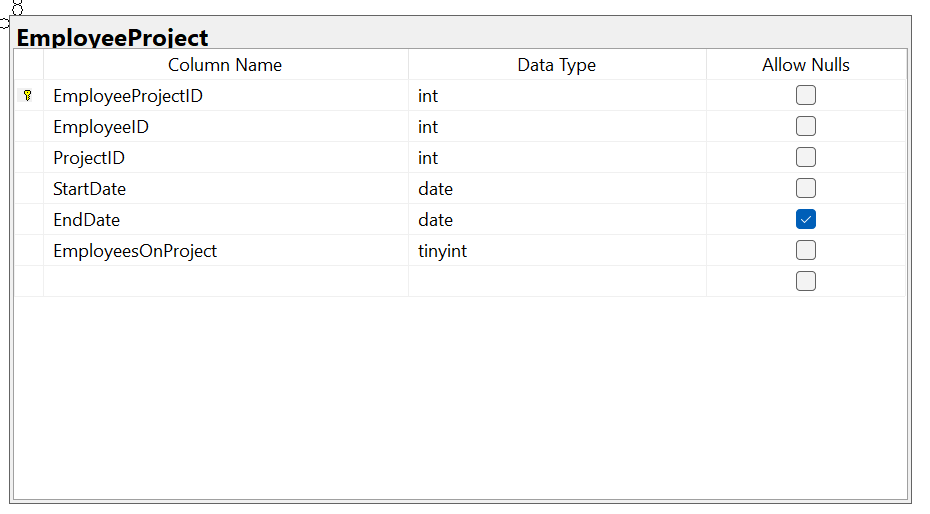 EmployeeProject
Column Name Data Type Allow Nulls
EmployeeProjectID int
EmployeeID int
ProjectID int
StartDate date
EndDate date
EmployeesOnProject tinyint